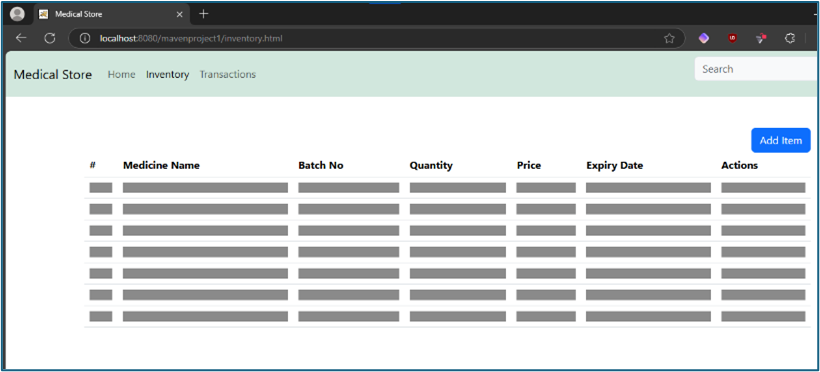 Medical Store
localhost:8080/mavenproject1/inventory.html
Medical Store Home Inventory Transactions Search
Add Item
# Medicine Name Batch No Quantity Price Expiry Date Actions